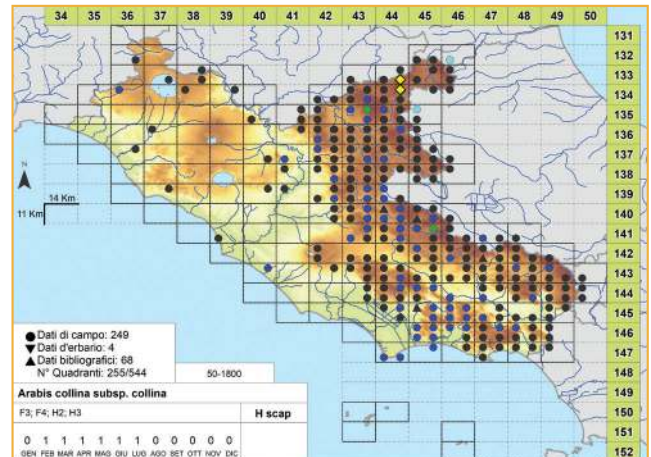 34 35 36 37 38 39 40 41 42 43 44 45 46 47 48 49 50
131
132
133
134
135
136
137
138
139
140
141
142
143
144
145
146
147
148
149
150
151
152
N
14 Km
11 Km
Dati di campo: 249
Dati d'erbario: 4
Dati bibliografici: 68
N° Quadranti: 255/544
50-1800
Arabis collina subsp. collina
F3; F4; H2; H3
H scap
0 1 1 1 1 1 1 0 0 0 0 0
GEN FEB MAR APR MAG GIU LUG AGO SET OTT NOV DIC